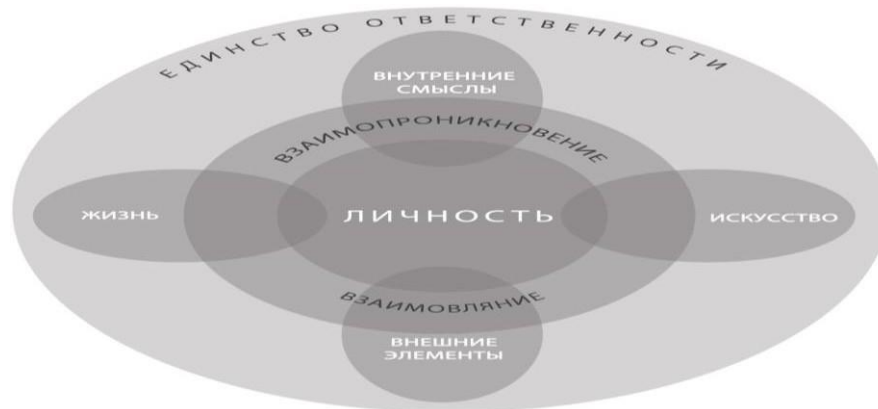 ЕДИНСТВО ОТВЕТСТВЕННОСТИ
ВНУТРЕННИЕ
СМЫСЛЫ
ВЗАИМОПРОНИКНОВЕНИЕ
ЖИЗНЬ
ЛИЧНОСТЬ
ИСКУССТВО
ВЗАИМОВЛЯНИЕ
ВНЕШНИЕ
ЭЛЕМЕНТЫ